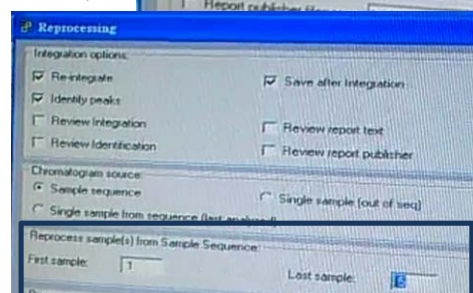 Report publisher
Reprocessing
Integration options:
Re-integrate
Save after Integration
Identify peaks
Review Integration
Review report text
Review Identification
Review report publisher
Chromatogram source:
Sample sequence
Single sample (out of seq)
Single sample from sequence (last analyzed)
Reprocess sample(s) from Sample Sequence:
First sample: 1
Last sample: